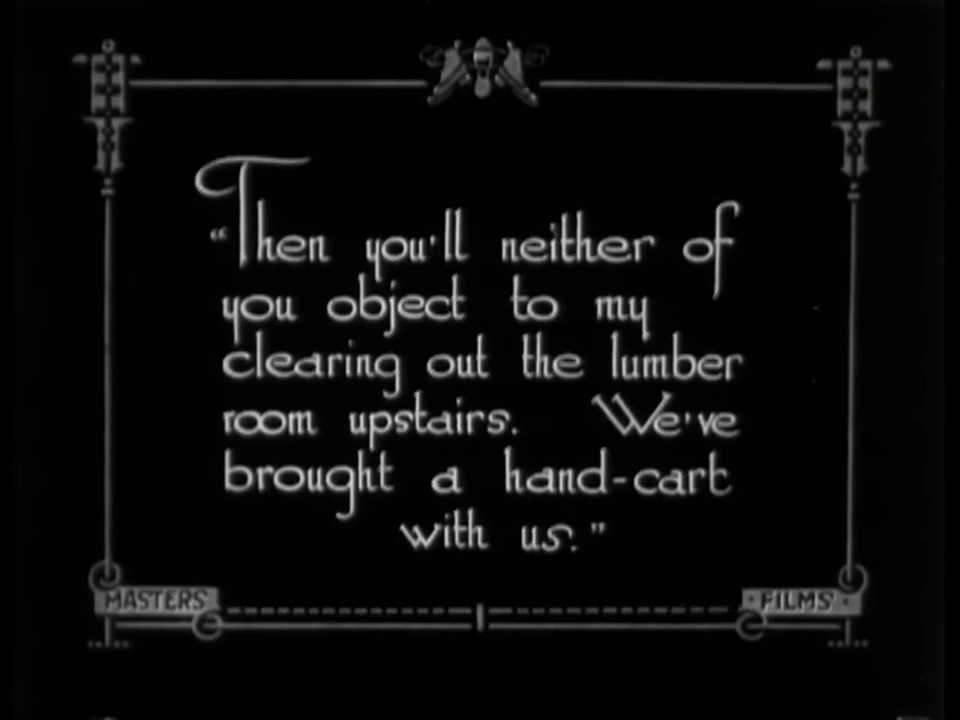 "Then you'll neither of
you object to my
clearing out the lumber
room upstairs. We've
brought a hand-cart
with us."
MASTERS FILMS